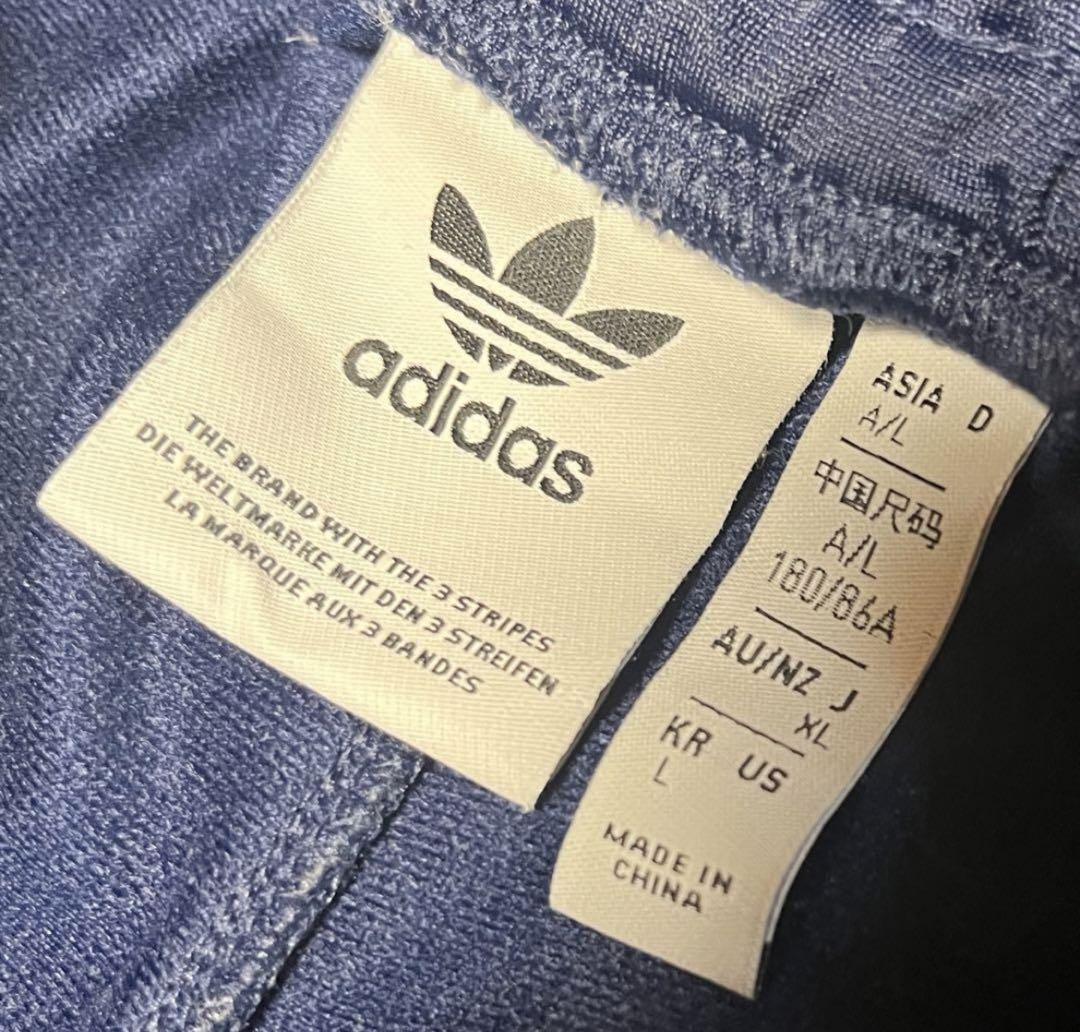 adidas
THE BRAND WITH THE 3 STRIPES
DIE WELTMARKE MIT DEN 3 STREIFEN
LA MARQUE AUX 3 BANDES
ASIA D
A/L
中国尺码
A/L
180/86A
AU/NZ J
XL
KR US
L
MADE IN
CHINA